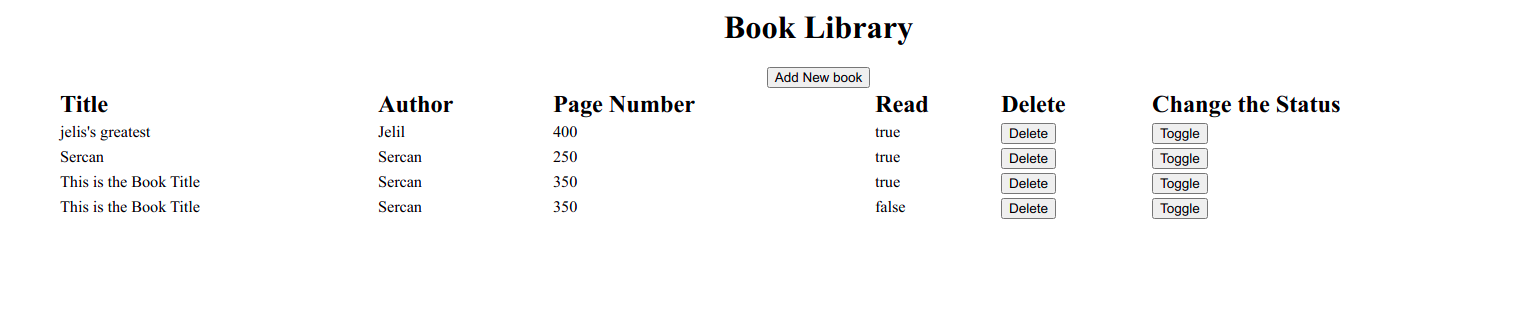 Book Library
Add New book
Title Author Page Number Read Delete Change the Status
jelis's greatest Jelil 400 true Delete Toggle
Sercan Sercan 250 true Delete Toggle
This is the Book Title Sercan 350 true Delete Toggle
This is the Book Title Sercan 350 false Delete Toggle